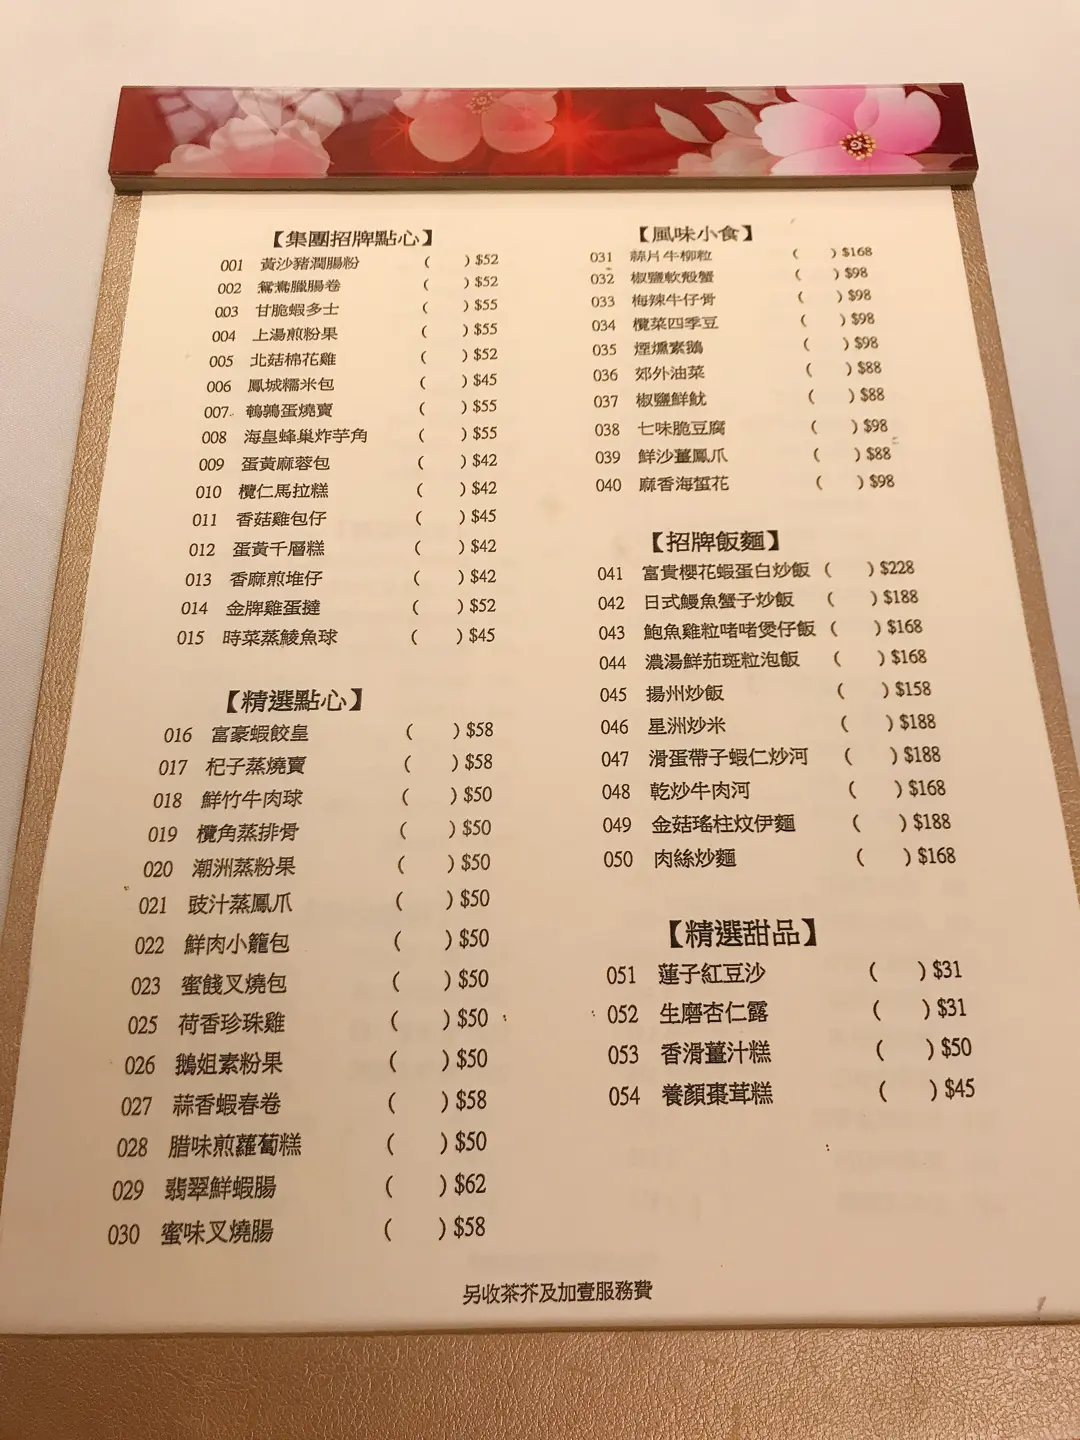 【集團招牌點心】
001 黃沙豬潤腸粉 ( ) $52
002 鴛鴦臘腸卷 ( ) $52
003 甘脆蝦多士 ( ) $55
004 上湯煎粉果 ( ) $55
005 北菇棉花雞 ( ) $52
006 鳳城糯米包 ( ) $45
007 鵪鶉蛋燒賣 ( ) $55
008 海皇蜂巢炸芋角 ( ) $55
009 蛋黃麻蓉包 ( ) $42
010 欖仁馬拉糕 ( ) $42
011 香菇雞包仔 ( ) $45
012 蛋黃千層糕 ( ) $42
013 香麻煎堆仔 ( ) $42
014 金牌雞蛋撻 ( ) $52
015 時菜蒸鯪魚球 ( ) $45
【精選點心】
016 富豪蝦餃皇 ( ) $58
017 杞子蒸燒賣 ( ) $58
018 鮮竹牛肉球 ( ) $50
019 欖角蒸排骨 ( ) $50
020 潮洲蒸粉果 ( ) $50
021 豉汁蒸鳳爪 ( ) $50
022 鮮肉小籠包 ( ) $50
023 蜜餞叉燒包 ( ) $50
025 荷香珍珠雞 ( ) $50
026 鵝姐素粉果 ( ) $50
027 蒜香蝦春卷 ( ) $58
028 腊味煎蘿蔔糕 ( ) $50
029 翡翠鮮蝦腸 ( ) $62
030 蜜味叉燒腸 ( ) $58
【風味小食】
031 蒜片牛柳粒 ( ) $168
032 椒鹽軟殼蟹 ( ) $98
033 梅辣牛仔骨 ( ) $98
034 欖菜四季豆 ( ) $98
035 煙燻素鵝 ( ) $98
036 郊外油菜 ( ) $88
037 椒鹽鮮魷 ( ) $88
038 七味脆豆腐 ( ) $98
039 鮮沙薑鳳爪 ( ) $88
040 麻香海蜇花 ( ) $98
【招牌飯麵】
041 富貴櫻花蝦蛋白炒飯 ( ) $228
042 日式鰻魚蟹子炒飯 ( ) $188
043 鮑魚雞粒啫啫煲仔飯 ( ) $168
044 濃湯鮮茄斑粒泡飯 ( ) $168
045 揚州炒飯 ( ) $158
046 星洲炒米 ( ) $188
047 滑蛋帶子蝦仁炒河 ( ) $188
048 乾炒牛肉河 ( ) $168
049 金菇瑤柱炆伊麵 ( ) $188
050 肉絲炒麵 ( ) $168
【精選甜品】
051 蓮子紅豆沙 ( ) $31
052 生磨杏仁露 ( ) $31
053 香滑薑汁糕 ( ) $50
054 養顏棗茸糕 ( ) $45
另收茶芥及加壹服務費